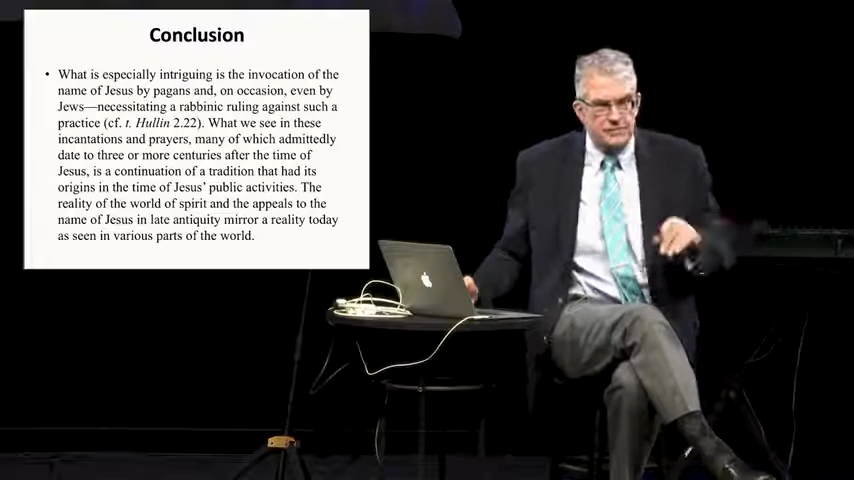 Conclusion
• What is especially intriguing is the invocation of the
name of Jesus by pagans and, on occasion, even by
Jews—necessitating a rabbinic ruling against such a
practice (cf. t. Hullin 2.22). What we see in these
incantations and prayers, many of which admittedly
date to three or more centuries after the time of
Jesus, is a continuation of a tradition that had its
origins in the time of Jesus’ public activities. The
reality of the world of spirit and the appeals to the
name of Jesus in late antiquity mirror a reality today
as seen in various parts of the world.